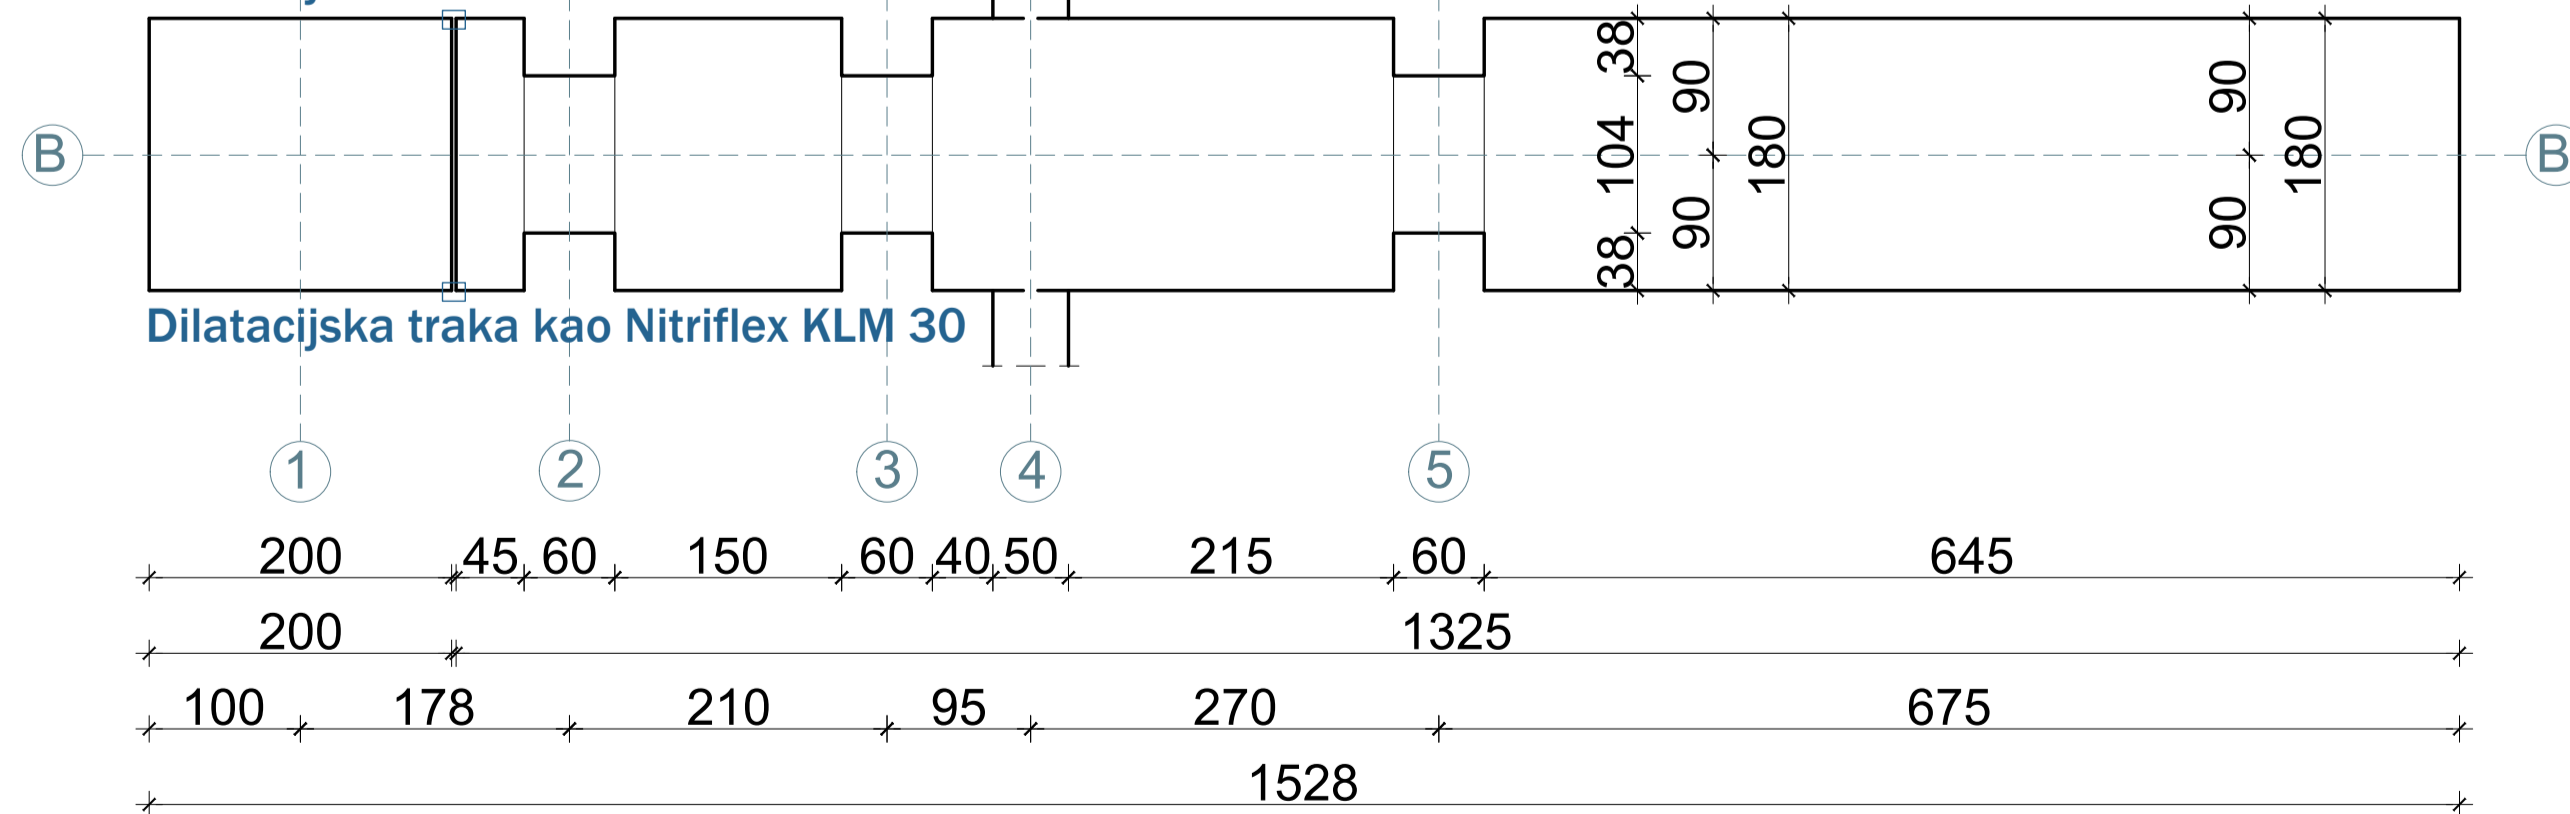 38 90 90
B 104 180 180 B
38 90 90
Dilatacijska traka kao Nitriflex KLM 30
1 2 3 4 5
200 45 60 150 60 40 50 215 60 645
200 1325
100 178 210 95 270 675
1528